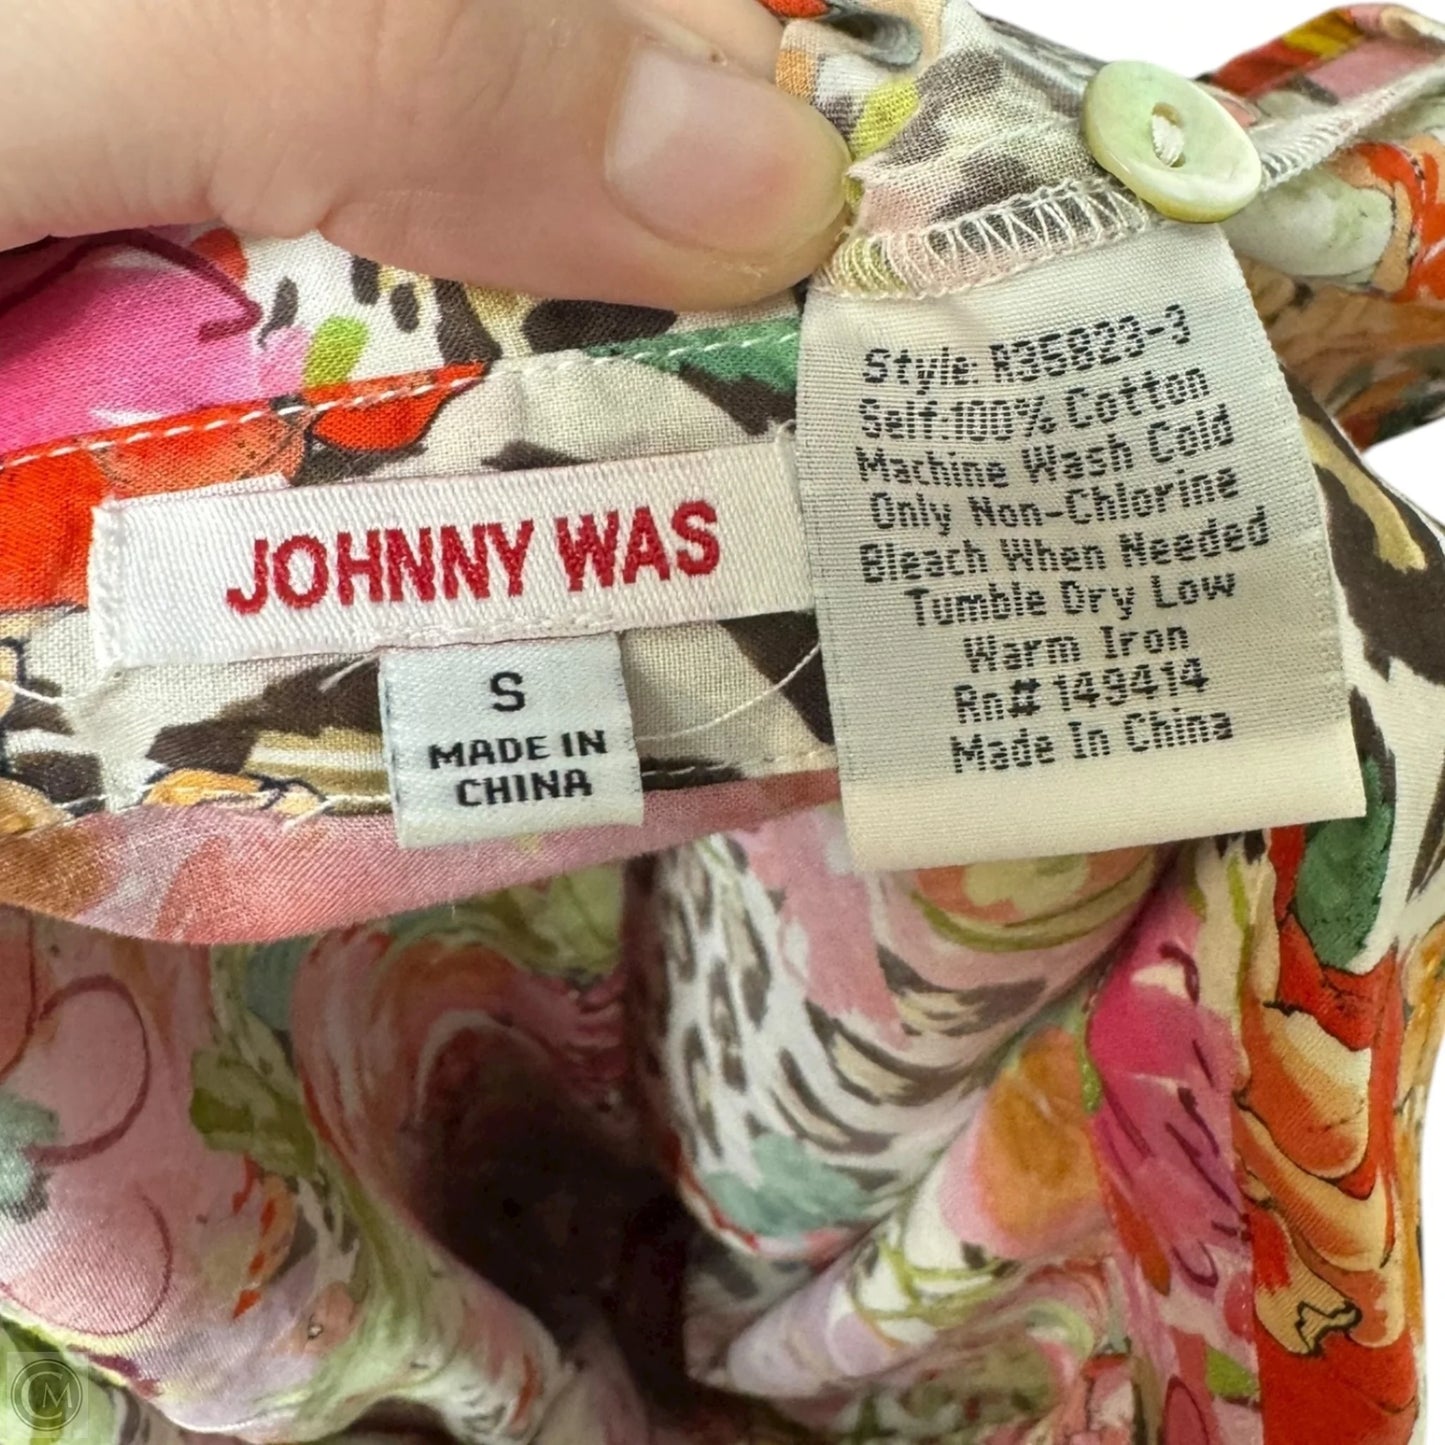 JOHNNY WAS
S
MADE IN
CHINA
Style: R35823-3
Self:100% Cotton
Machine Wash Cold
Only Non-Chlorine
Bleach When Needed
Tumble Dry Low
Warm Iron
Rn# 149414
Made In China
CM